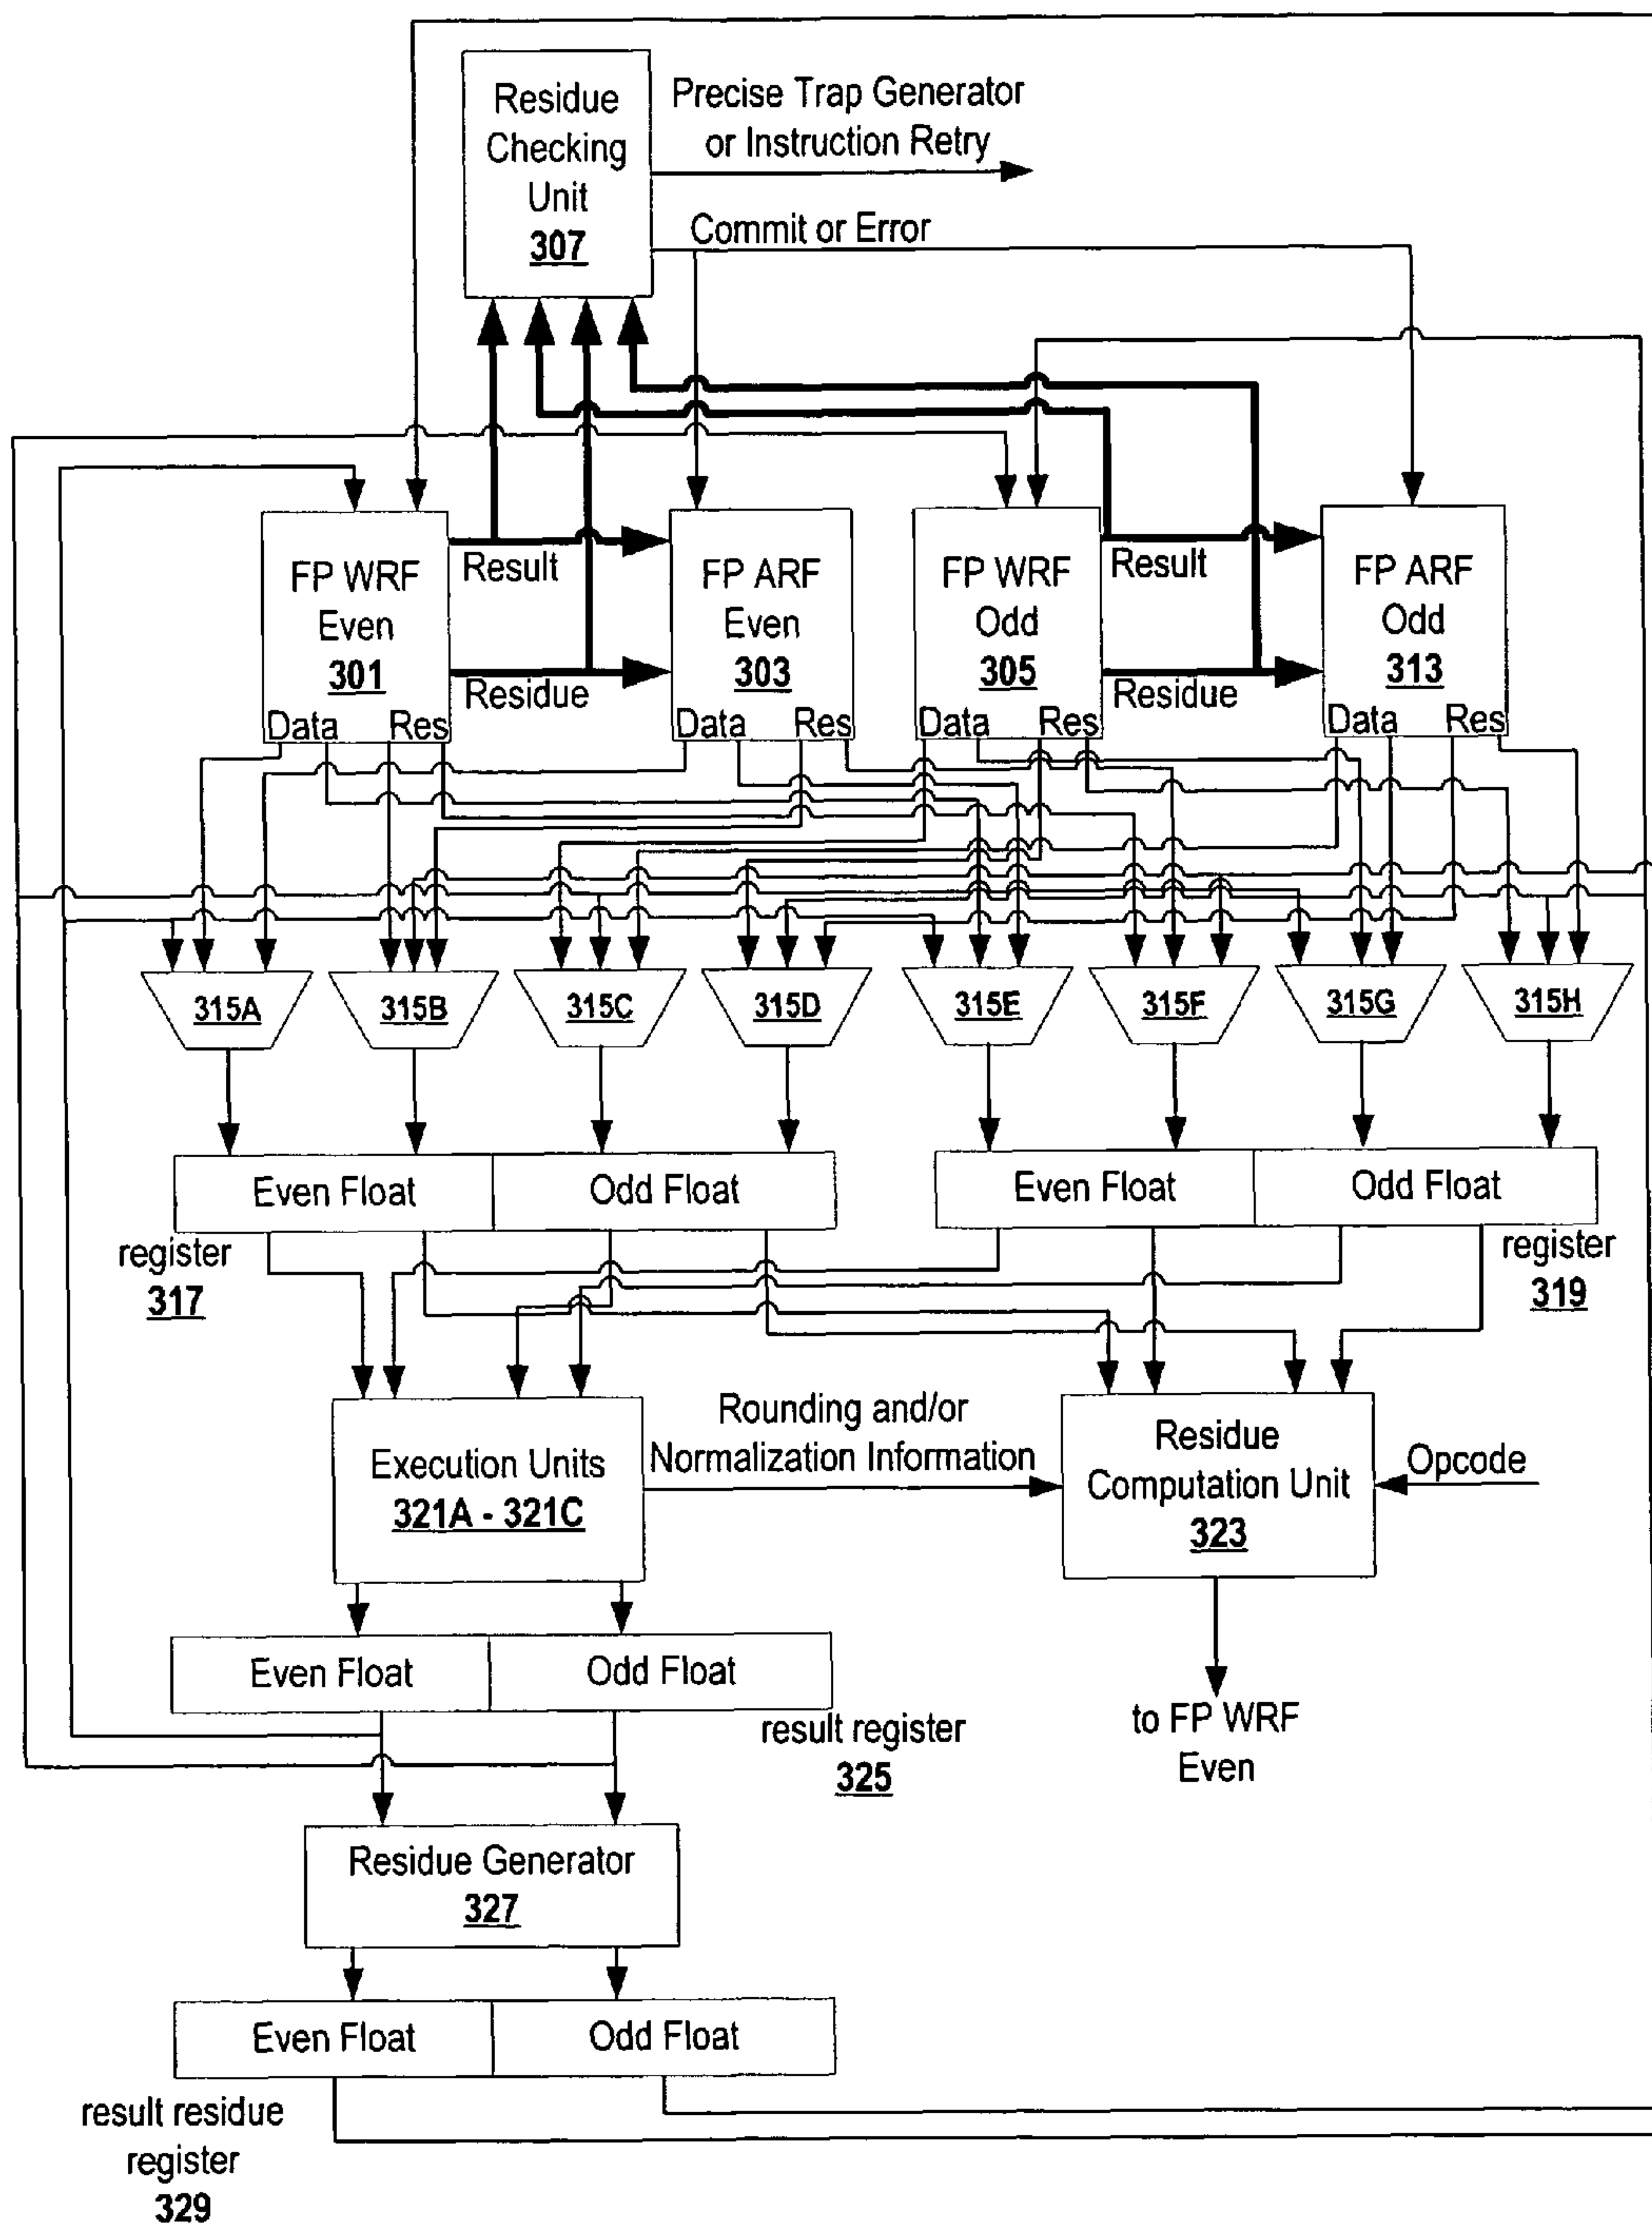 Residue
Checking
Unit
307
Precise Trap Generator
or Instruction Retry
Commit or Error
FP WRF
Even
301
Data Res
Result
Residue
FP ARF
Even
303
Data Res
FP WRF
Odd
305
Data Res
Result
Residue
FP ARF
Odd
313
Data Res
315A
315B
315C
315D
315E
315F
315G
315H
Even Float
Odd Float
Even Float
Odd Float
register
317
register
319
Execution Units
321A - 321C
Rounding and/or
Normalization Information
Residue
Computation Unit
323
Opcode
Even Float
Odd Float
result register
325
to FP WRF
Even
Residue Generator
327
Even Float
Odd Float
result residue
register
329